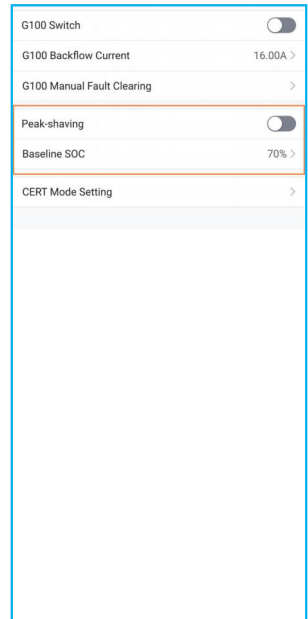 G100 Switch
G100 Backflow Current 16.00A >
G100 Manual Fault Clearing >
Peak-shaving
Baseline SOC 70% >
CERT Mode Setting >